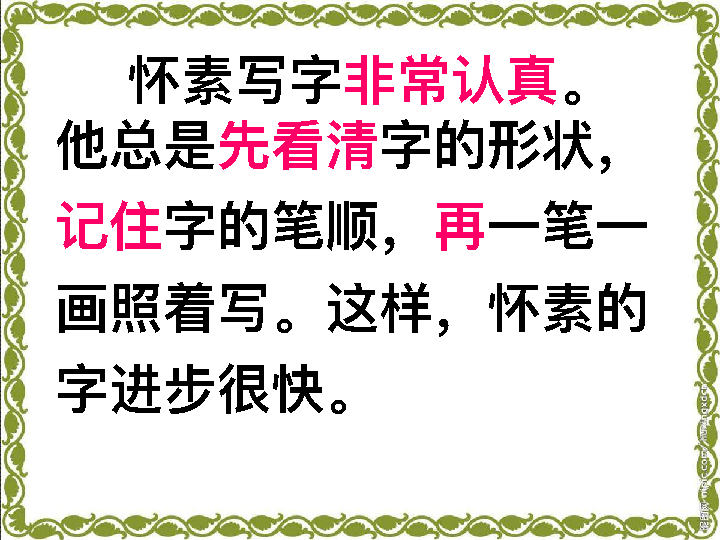 怀素写字非常认真。
他总是先看清字的形状，
记住字的笔顺，再一笔一
画照着写。这样，怀素的
字进步很快。